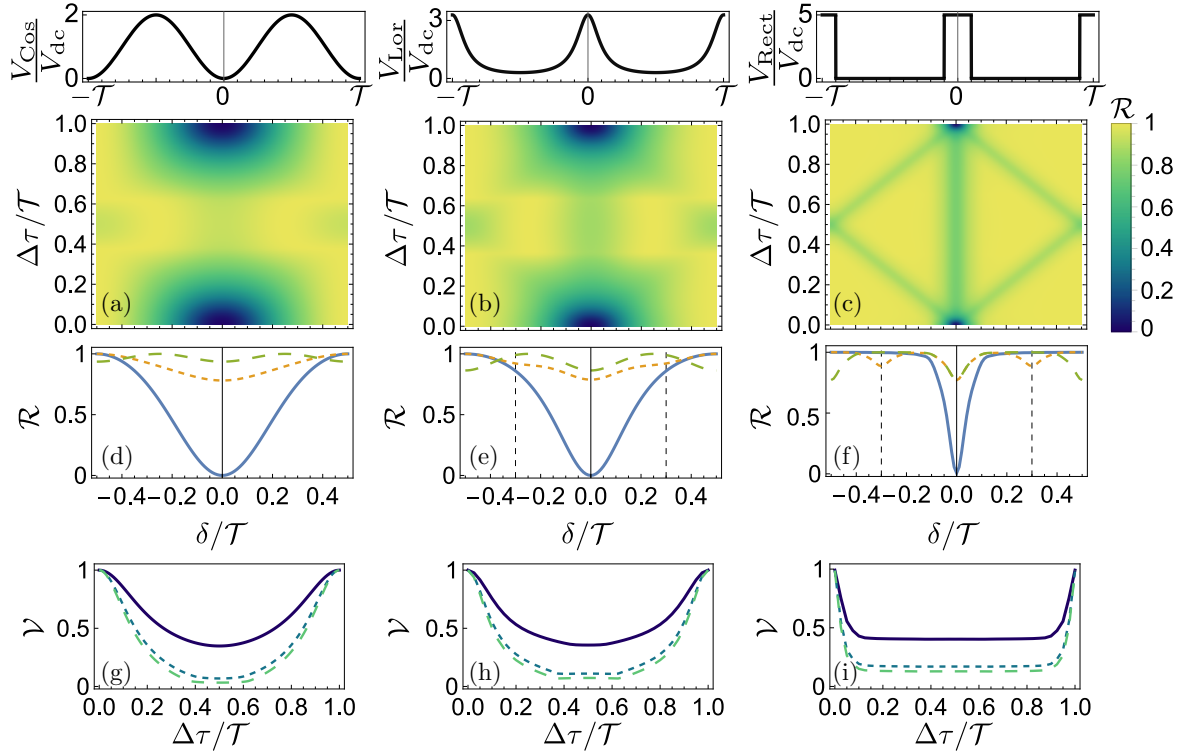 V_Cos/V_dc 2 0 −𝒯 0 𝒯
V_Lor/V_dc 3 0 −𝒯 0 𝒯
V_Rect/V_dc 5 0 −𝒯 0 𝒯
Δτ/𝒯 1.0 0.8 0.6 0.4 0.2 0.0 (a)
Δτ/𝒯 1.0 0.8 0.6 0.4 0.2 0.0 (b)
Δτ/𝒯 1.0 0.8 0.6 0.4 0.2 0.0 (c)
ℛ 1 0.8 0.6 0.4 0.2 0
ℛ 1 0.5 0 (d)
−0.4 −0.2 0.0 0.2 0.4
δ/𝒯
ℛ 1 0.5 0 (e)
−0.4 −0.2 0.0 0.2 0.4
δ/𝒯
ℛ 1 0.5 0 (f)
−0.4 −0.2 0.0 0.2 0.4
δ/𝒯
𝒱 1 0.5 0 (g)
0.0 0.2 0.4 0.6 0.8 1.0
Δτ/𝒯
𝒱 1 0.5 0 (h)
0.0 0.2 0.4 0.6 0.8 1.0
Δτ/𝒯
𝒱 1 0.5 0 (i)
0.0 0.2 0.4 0.6 0.8 1.0
Δτ/𝒯